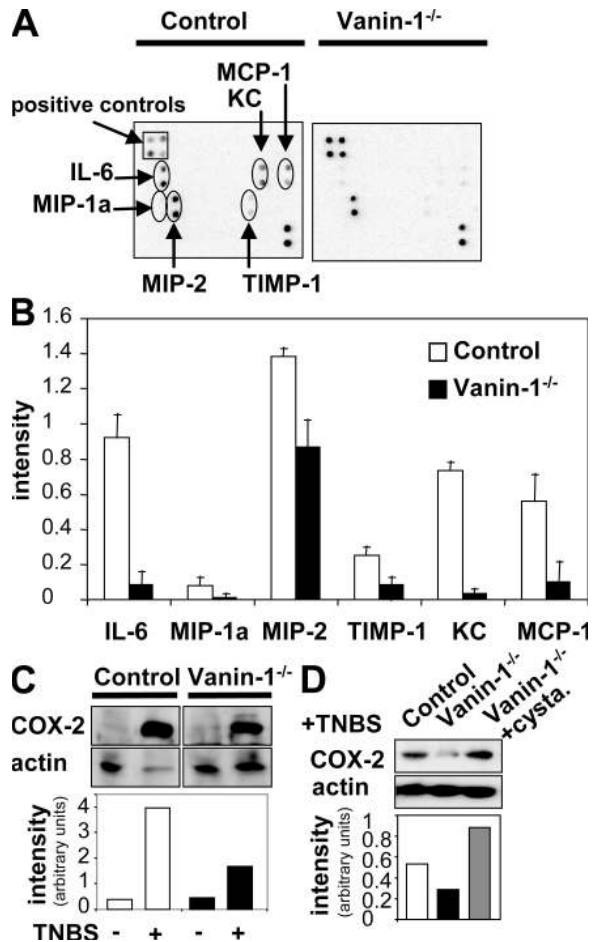 A
Control
Vanin-1-/-
MCP-1
KC
positive controls
IL-6
MIP-1a
MIP-2
TIMP-1
B
1.6
1.4
1.2
1
0.8
0.6
0.4
0.2
0
intensity
Control
Vanin-1-/-
IL-6 MIP-1a MIP-2 TIMP-1 KC MCP-1
C
Control Vanin-1-/-
COX-2
actin
intensity
(arbitrary units)
4
3
2
1
0
TNBS - + - +
D
+TNBS
Control
Vanin-1-/-
Vanin-1-/-
+cysta.
COX-2
actin
intensity
(arbitrary units)
1
0.8
0.6
0.4
0.2
0